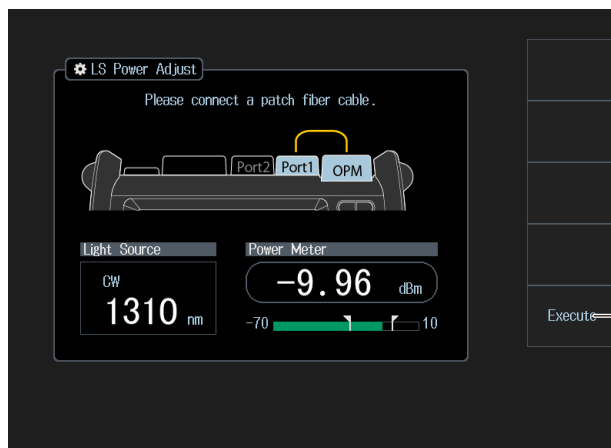 LS Power Adjust
Please connect a patch fiber cable.
Port2 Port1 OPM
Light Source
CW
1310 nm
Power Meter
-9.96 dBm
-70 10
Execute